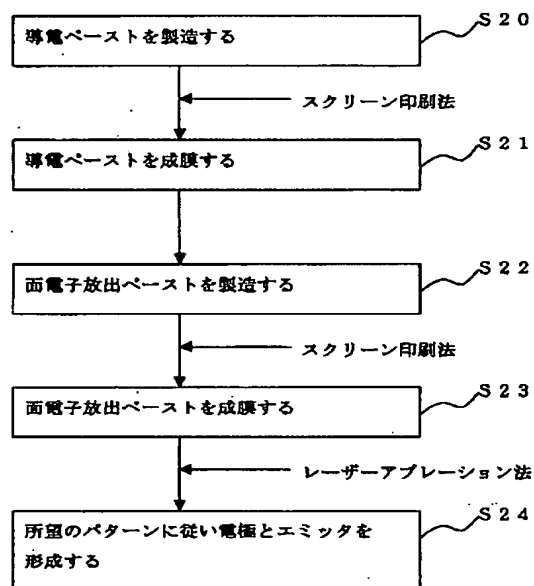 導電ペーストを製造する
S20
スクリーン印刷法
導電ペーストを成膜する
S21
面電子放出ペーストを製造する
S22
スクリーン印刷法
面電子放出ペーストを成膜する
S23
レーザーアブレーション法
所望のパターンに従い電極とエミッタを
形成する
S24